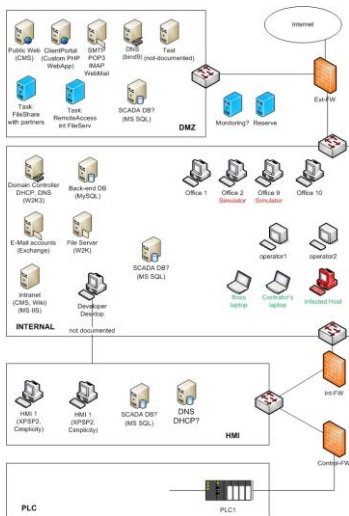 Internet
Public Web
(CMS)
ClientPortal
(Custom PHP
WebApp)
SMTP
POP3
IMAP
WebMail
DNS
(bind9)
Test
(not-documented)
Task:
FileShare
with partners
Task:
RemoteAccess
int FileServ
SCADA DB?
(MS SQL)
DMZ
Monitoring?
Reserve
Ext-FW
Domain Controller
DHCP, DNS
(W2K3)
Back-end DB
(MySQL)
Office 1
Office 2
Simulator
Office 9
Simulator
Office 10
E-Mail accounts
(Exchange)
File Server
(W2K)
SCADA DB?
(MS SQL)
operator1
operator2
Intranet
(CMS, Wiki)
(MS IIS)
Developer
Desktop
Boss
laptop
Contrator's
laptop
Infected Host
INTERNAL
not documented
HMI 1
(XPSP2,
Cimplicity)
HMI 1
(XPSP2,
Cimplicity)
SCADA DB?
(MS SQL)
DNS
DHCP?
HMI
Int-FW
Control-FW
PLC1
PLC